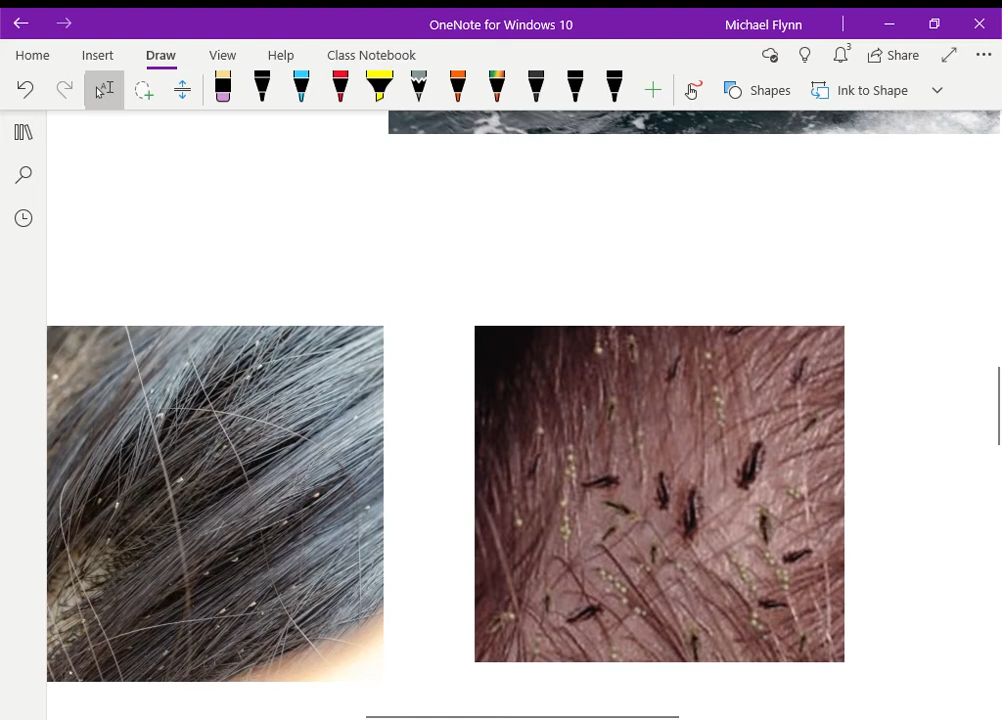 OneNote for Windows 10
Michael Flynn
Home Insert Draw View Help Class Notebook
3
Share
Shapes
Ink to Shape